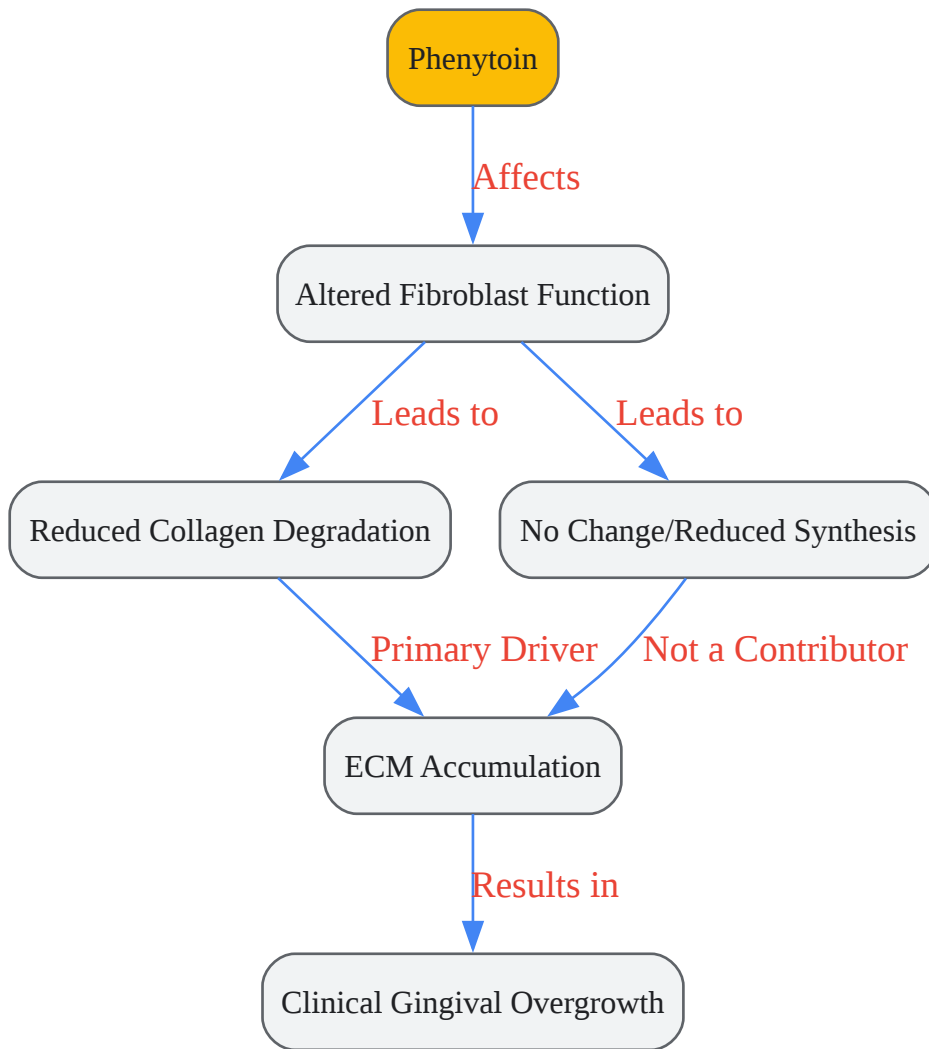 Phenytoin
Affects
Altered Fibroblast Function
Leads to
Leads to
Reduced Collagen Degradation
No Change/Reduced Synthesis
Primary Driver
Not a Contributor
ECM Accumulation
Results in
Clinical Gingival Overgrowth